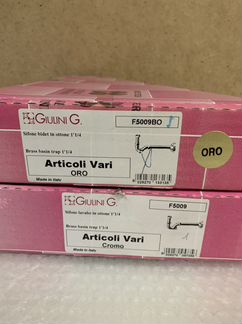 GIULINI G.
F5009BO
Sifone bidet in ottone 1"1/4
Brass basin trap 1"1/4
Articoli Vari
ORO
Made in Italy
ORO
GIULINI G.
F5009
Sifone lavabo in ottone 1"1/4
Brass basin trap 1"1/4
Articoli Vari
Cromo
Made in Italy